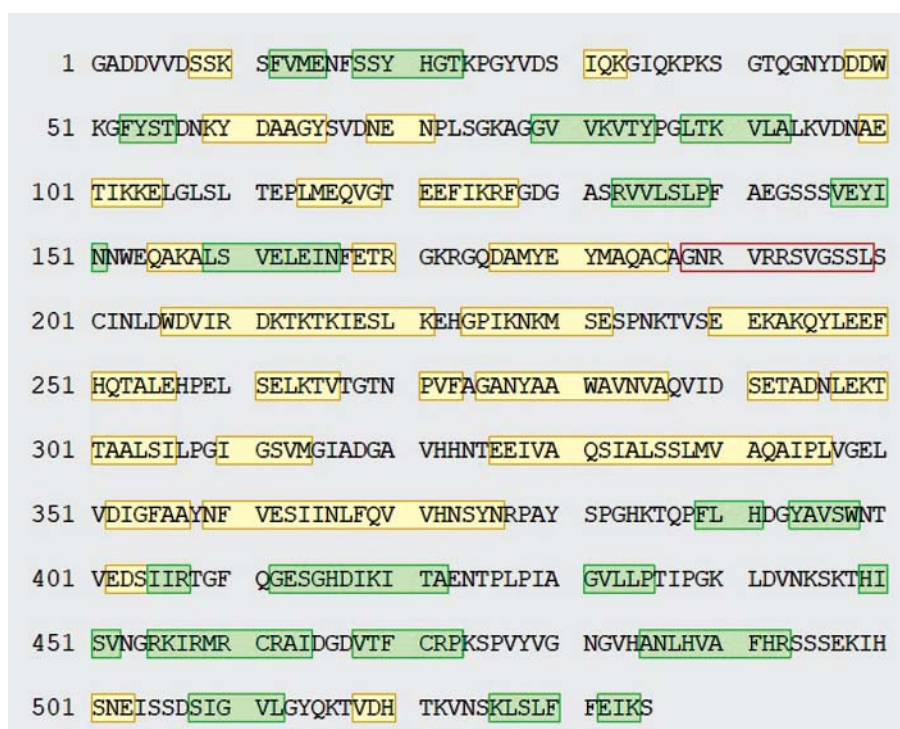 1 GADDVVDSSK SFVMENFSSY HGTKPGYVDS IQKGIQKPKS GTQGNYDDDW
51 KGFYSTDNKY DAAGYSVDNE NPLSGKAGGV VKVTYPGLTK VLALKVDNAE
101 TIKKELGLSL TEPLMEQVGT EEFIKRFGDG ASRVVLSLPF AEGSSSVEYI
151 NNWEQAKALS VELEINFETR GKRGQDAMYE YMAQACAGNR VRRSVGSSLS
201 CINLDWDVIR DKTKTKIESL KEHGPIKNKM SESPNKTVSE EKAKQYLEEF
251 HQTALEHPEL SELKTVTGTN PVFAGANYAA WAVNVAQVID SETADNLEKT
301 TAALSILPGI GSVMGIADGA VHHNTEEIVA QSIALSSLMV AQAIPLVGEL
351 VDIGFAAYNF VESIINLFQV VHNSYNRPAY SPGHKTQPFL HDGYAVSWNT
401 VEDSIIRTGF QGESGHDIKI TAENTPLPIA GVLLPTIPGK LDVNKSKTHI
451 SVNGRKIRMR CRAIDGDVTF CRPKSPVYVG NGVHANLHVA FHRSSSEKIH
501 SNEISSDSIG VLGYQKTVDH TKVNSKLSLF FEIKS